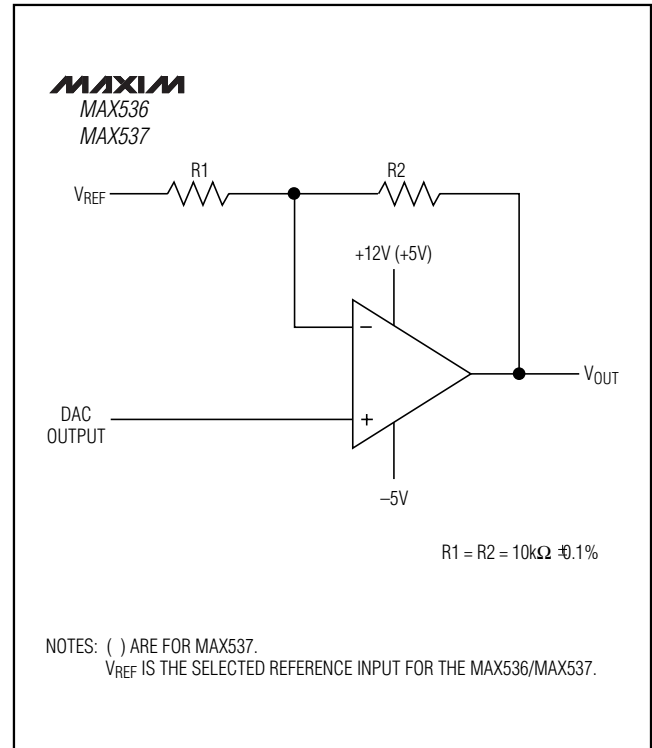 MAXIM
MAX536
MAX537
R1
R2
VREF
+12V (+5V)
−
VOUT
DAC
OUTPUT
+
–5V
R1 = R2 = 10kΩ ±0.1%
NOTES: ( ) ARE FOR MAX537.
VREF IS THE SELECTED REFERENCE INPUT FOR THE MAX536/MAX537.